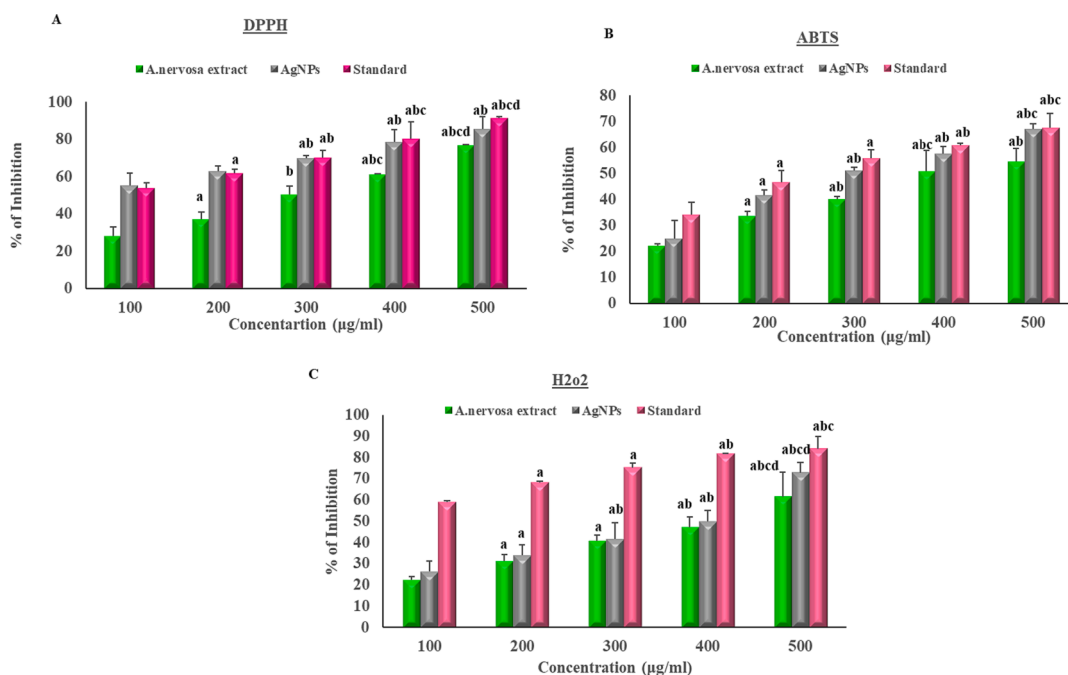 A
DPPH
A.nervosa extract AgNPs Standard
% of Inhibition
100
80
60
40
20
0
a
a
b
ab
ab
abc
ab
abc
abcd
ab
abcd
100 200 300 400 500
Concentartion (µg/ml)
B
ABTS
A.nervosa extract AgNPs Standard
% of Inhibition
80
70
60
50
40
30
20
10
0
a
a
a
ab
ab
a
abc
ab
ab
ab
abc
abc
100 200 300 400 500
Concentration (µg/ml)
C
H2o2
A.nervosa extract AgNPs Standard
% of Inhibition
100
90
80
70
60
50
40
30
20
10
0
a
a
a
a
ab
a
ab
ab
ab
abcd
abcd
abc
100 200 300 400 500
Concentration (µg/ml)